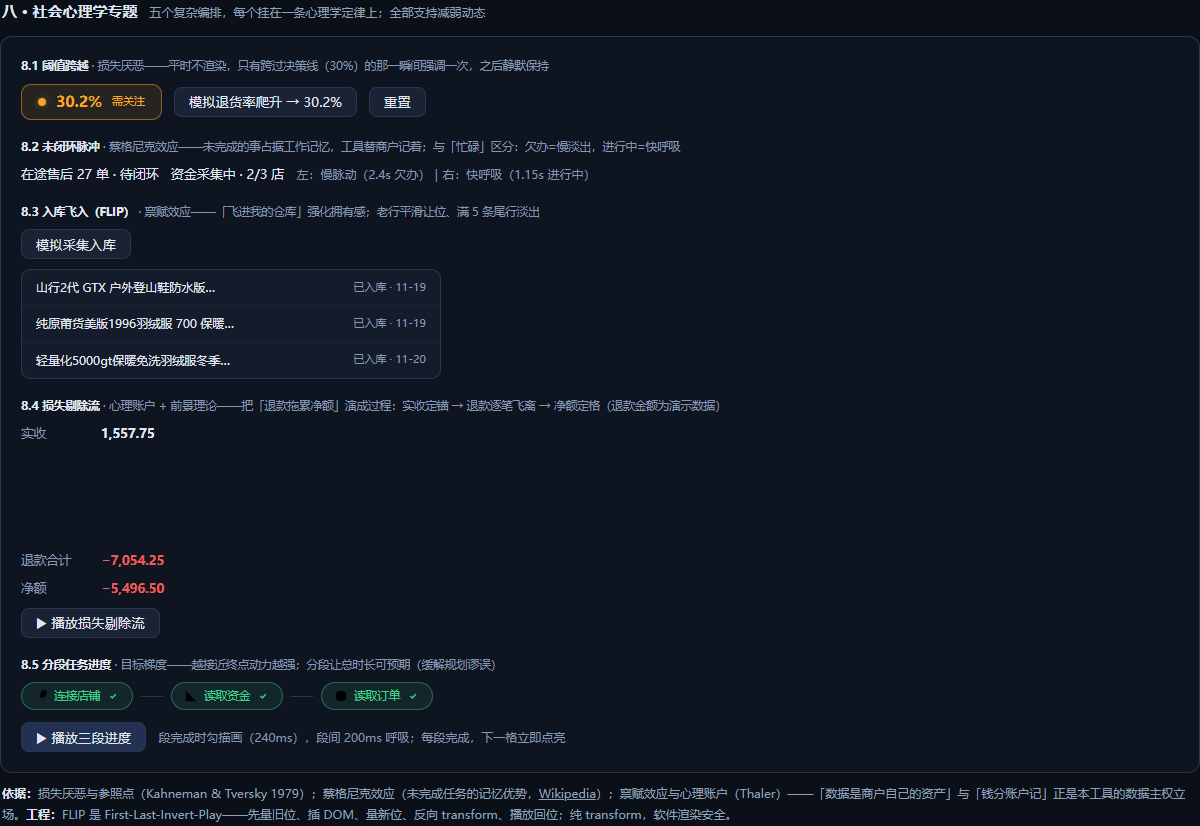 八 · 社会心理学专题 五个复杂编排，每个挂在一条心理学定律上；全部支持减弱动态
8.1 阈值跨越 · 损失厌恶——平时不渲染，只有跨过决策线（30%）的那一瞬间强调一次，之后静默保持
30.2% 需关注 模拟退货率爬升 → 30.2% 重置
8.2 未闭环脉冲 · 蔡格尼克效应——未完成的事占据工作记忆，工具替商户记着；与「忙碌」区分：欠办=慢淡出，进行中=快呼吸
在途售后 27 单 · 待闭环 资金采集中 · 2/3 店 左：慢脉动（2.4s 欠办）｜右：快呼吸（1.15s 进行中）
8.3 入库飞入（FLIP） · 禀赋效应——「飞进我的仓库」强化拥有感；老行平滑让位、满 5 条尾行淡出
模拟采集入库
山行2代 GTX 户外登山鞋防水版... 已入库 · 11-19
纯原莆货美版1996羽绒服 700 保暖... 已入库 · 11-19
轻量化5000gt保暖免洗羽绒服冬季... 已入库 · 11-20
8.4 损失剔除流 · 心理账户 + 前景理论——把「退款拖累净额」演成过程：实收定锚 → 退款逐笔飞离 → 净额定格（退款金额为演示数据）
实收 1,557.75
退款合计 −7,054.25
净额 −5,496.50
▶ 播放损失剔除流
8.5 分段任务进度 · 目标梯度——越接近终点动力越强；分段让总时长可预期（缓解规划谬误）
连接店铺 ✓ 读取资金 ✓ 读取订单 ✓
▶ 播放三段进度 段完成时勾描画（240ms），段间 200ms 呼吸；每段完成，下一格立即点亮
依据：损失厌恶与参照点（Kahneman & Tversky 1979）；蔡格尼克效应（未完成任务的记忆优势，Wikipedia）；禀赋效应与心理账户（Thaler）——「数据是商户自己的资产」与「钱分账户记」正是本工具的数据主权立
场。工程：FLIP 是 First-Last-Invert-Play——先量旧位、插 DOM、量新位、反向 transform、播放回位；纯 transform，软件渲染安全。